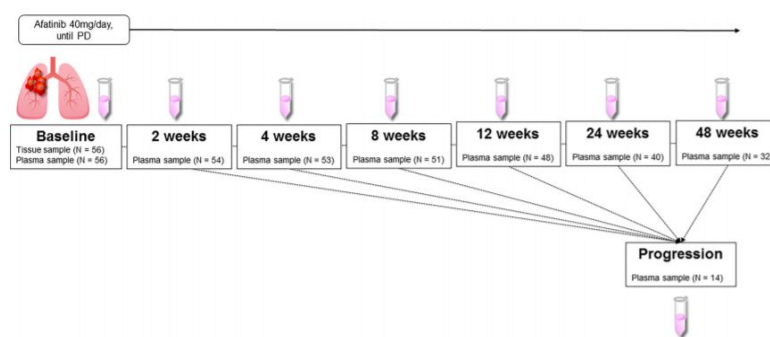 Afatinib 40mg/day,
until PD
Baseline
Tissue sample (N = 56)
Plasma sample (N = 56)
2 weeks
Plasma sample (N = 54)
4 weeks
Plasma sample (N = 53)
8 weeks
Plasma sample (N = 51)
12 weeks
Plasma sample (N = 48)
24 weeks
Plasma sample (N = 40)
48 weeks
Plasma sample (N = 32)
Progression
Plasma sample (N = 14)